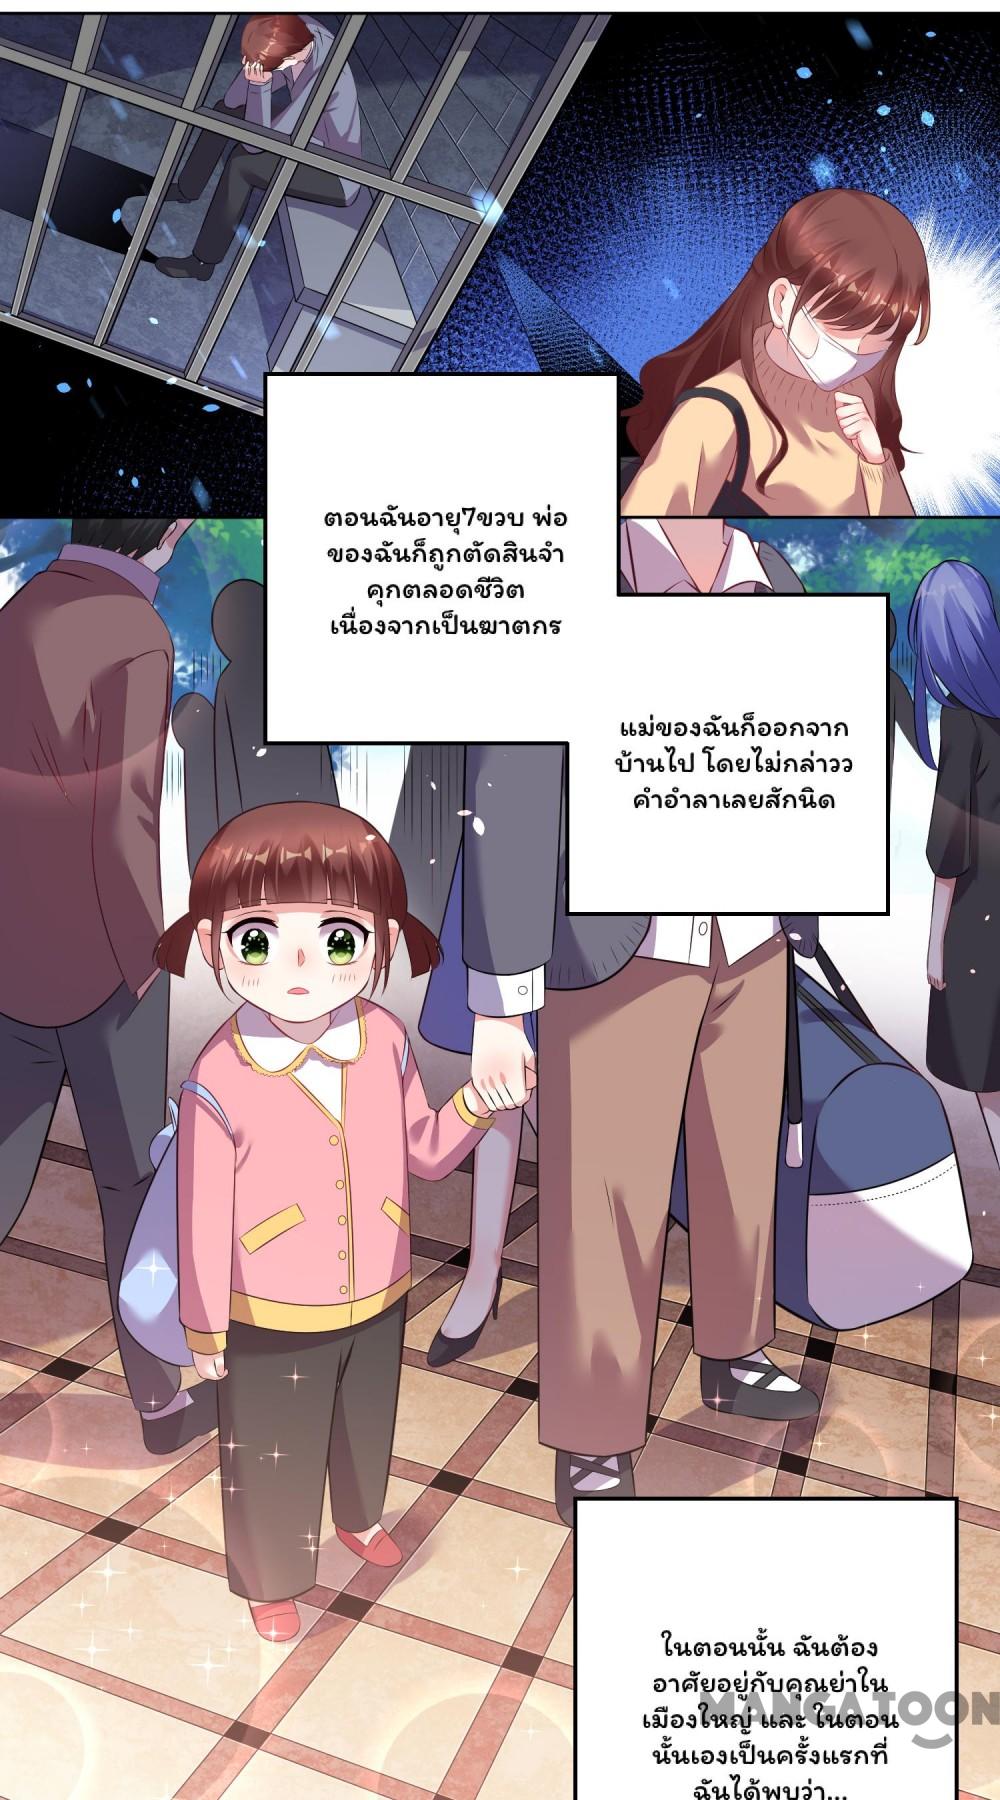 ตอนฉันอายุ7ขวบ พ่อ
ของฉันก็ถูกตัดสินจำ
คุกตลอดชีวิต
เนื่องจากเป็นฆาตกร
แม่ของฉันก็ออกจาก
บ้านไป โดยไม่กล่าวว
คำอำลาเลยสักนิด
ในตอนนั้น ฉันต้อง
อาศัยอยู่กับคุณย่าใน
เมืองใหญ่ และ ในตอน
นั้นเองเป็นครั้งแรกที่
ฉันได้พบว่า...
MANGATOON